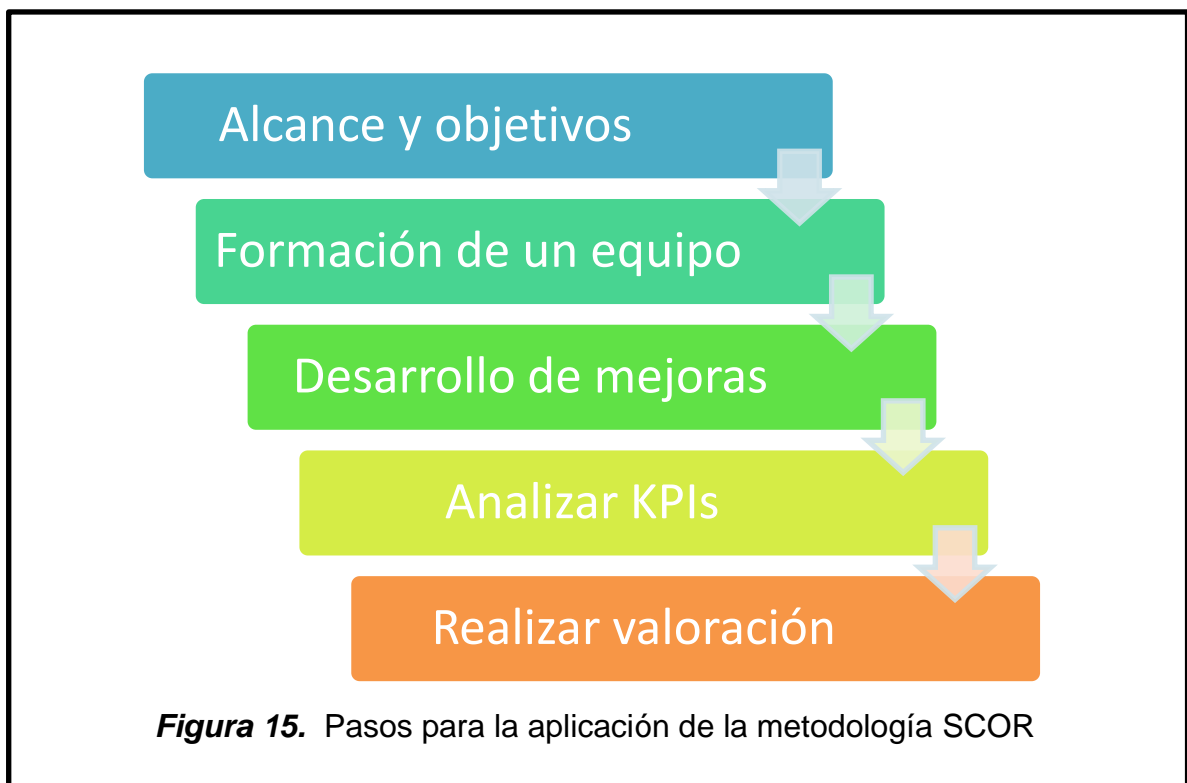 Alcance y objetivos
Formación de un equipo
Desarrollo de mejoras
Analizar KPIs
Realizar valoración
Figura 15. Pasos para la aplicación de la metodología SCOR